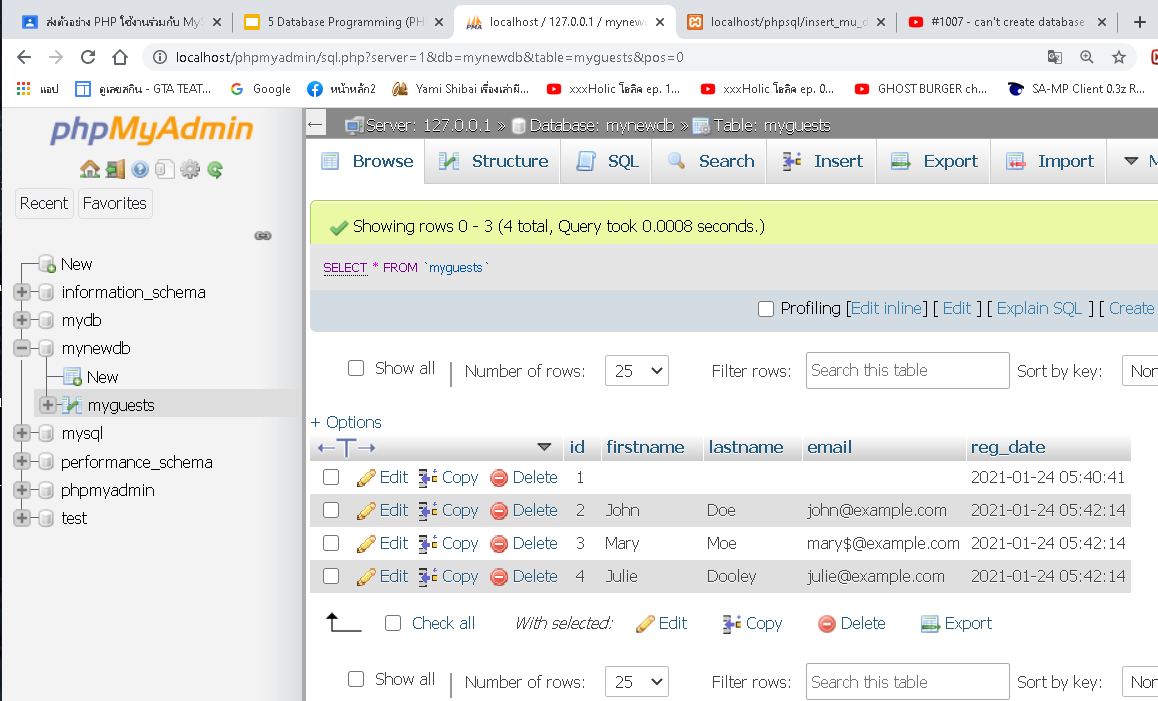 ส่งตัวอย่าง PHP ใช้งานร่วมกับ My
5 Database Programming (PH
localhost / 127.0.0.1 / mynew
localhost/phpsql/insert_mu_d
#1007 - can't create database
localhost/phpmyadmin/sql.php?server=1&db=mynewdb&table=myguests&pos=0
แอป
ดูเลขสกิน - GTA TEAT...
Google
หน้าหลัก2
Yami Shibai เรื่องเล่าผี...
xxxHolic โฮลิค ep. 1...
xxxHolic โฮลิค ep. 0...
GHOST BURGER ch...
SA-MP Client 0.3z R...
phpMyAdmin
Recent
Favorites
New
information_schema
mydb
mynewdb
New
myguests
mysql
performance_schema
phpmyadmin
test
Server: 127.0.0.1 » Database: mynewdb » Table: myguests
Browse Structure SQL Search Insert Export Import M
Showing rows 0 - 3 (4 total, Query took 0.0008 seconds.)
SELECT * FROM `myguests`
Profiling [Edit inline] [ Edit ] [ Explain SQL ] [ Create
Show all | Number of rows: 25 Filter rows: Search this table Sort by key: Non
+ Options
←T→ id firstname lastname email reg_date
Edit Copy Delete 1 2021-01-24 05:40:41
Edit Copy Delete 2 John Doe john@example.com 2021-01-24 05:42:14
Edit Copy Delete 3 Mary Moe mary$@example.com 2021-01-24 05:42:14
Edit Copy Delete 4 Julie Dooley julie@example.com 2021-01-24 05:42:14
Check all With selected: Edit Copy Delete Export
Show all | Number of rows: 25 Filter rows: Search this table Sort by key: Non